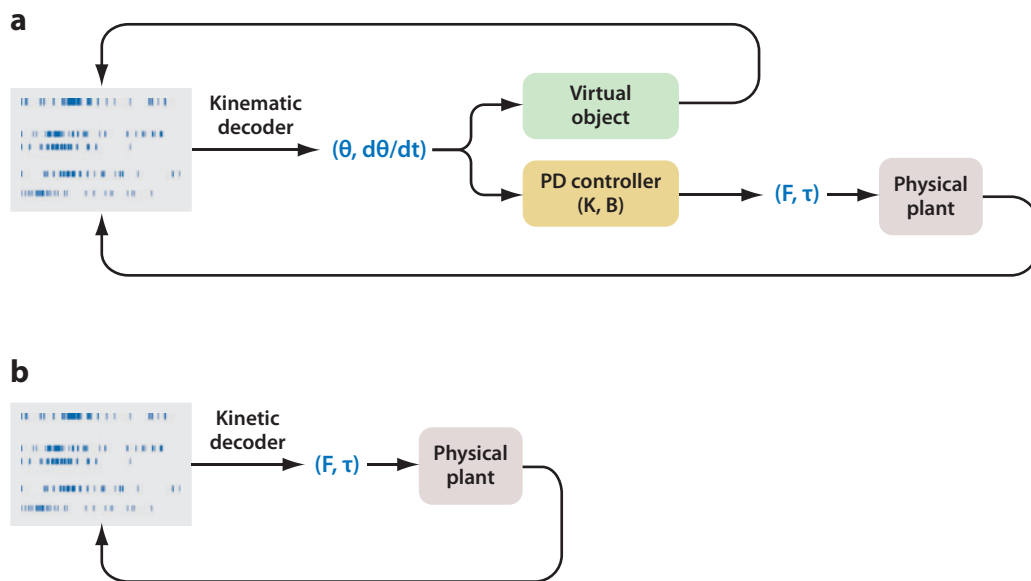 a
Kinematic
decoder
(θ, dθ/dt)
Virtual
object
PD controller
(K, B)
(F, τ)
Physical
plant
b
Kinetic
decoder
(F, τ)
Physical
plant